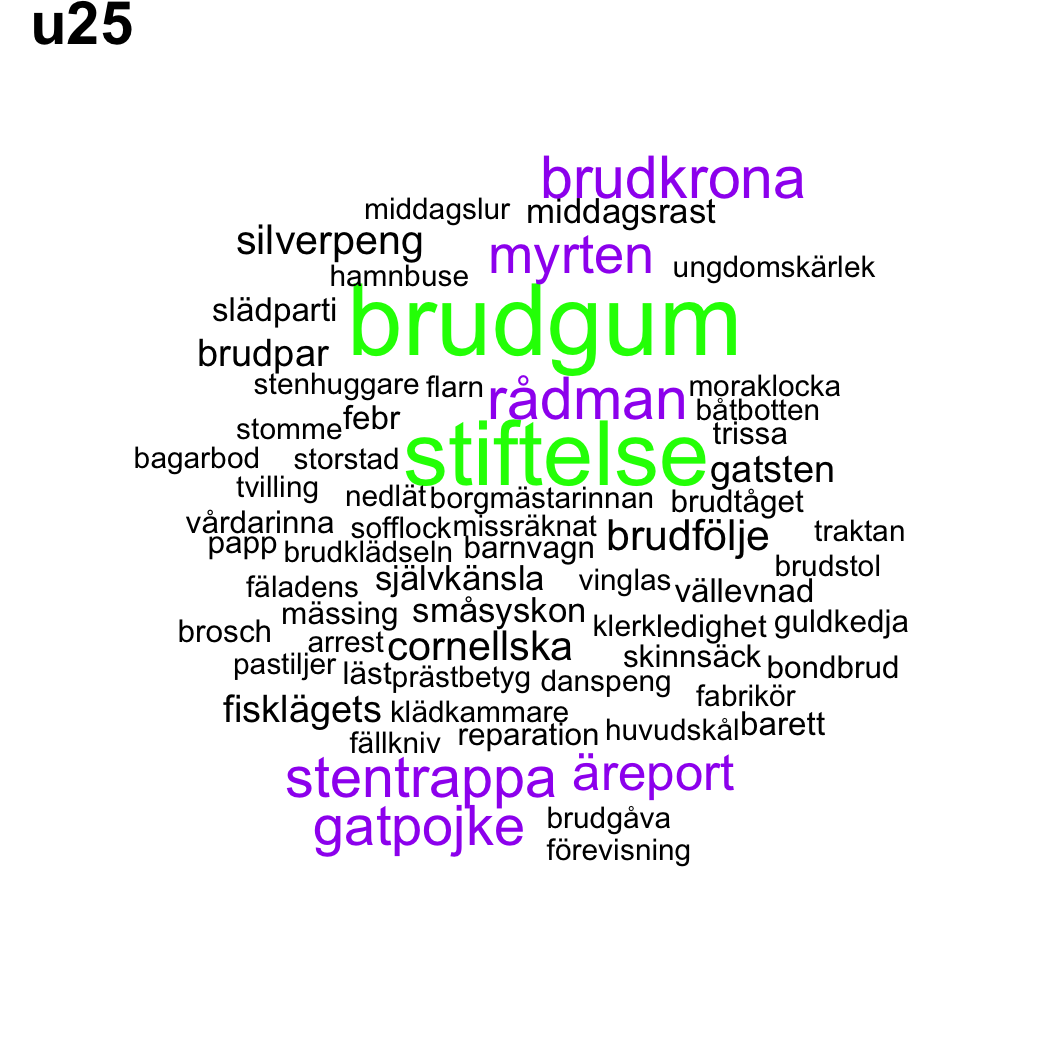 u25
brudkrona
middagslur middagsrast
silverpeng myrten ungdomskärlek
hamnbuse
slädparti brudgum
brudpar
stenhuggare flarn rådman moraklocka
febr båtbotten
stomme stiftelse trissa
bagarbod storstad gatsten
tvilling nedlät borgmästarinnan brudtåget
vårdarinna sofflock missräknat brudfölje traktan
papp brudklädseln barnvagn
brudstol
fäladens självkänsla vinglas vällevnad
mässing småsyskon klerkledighet guldkedja
brosch arrest cornellska skinnsäck
pastiljer läst prästbetyg danspeng bondbrud
fabrikör
fisklägets klädkammare huvudskål barett
fällkniv reparation
stentrappa äreport
gatpojke brudgåva
förevisning